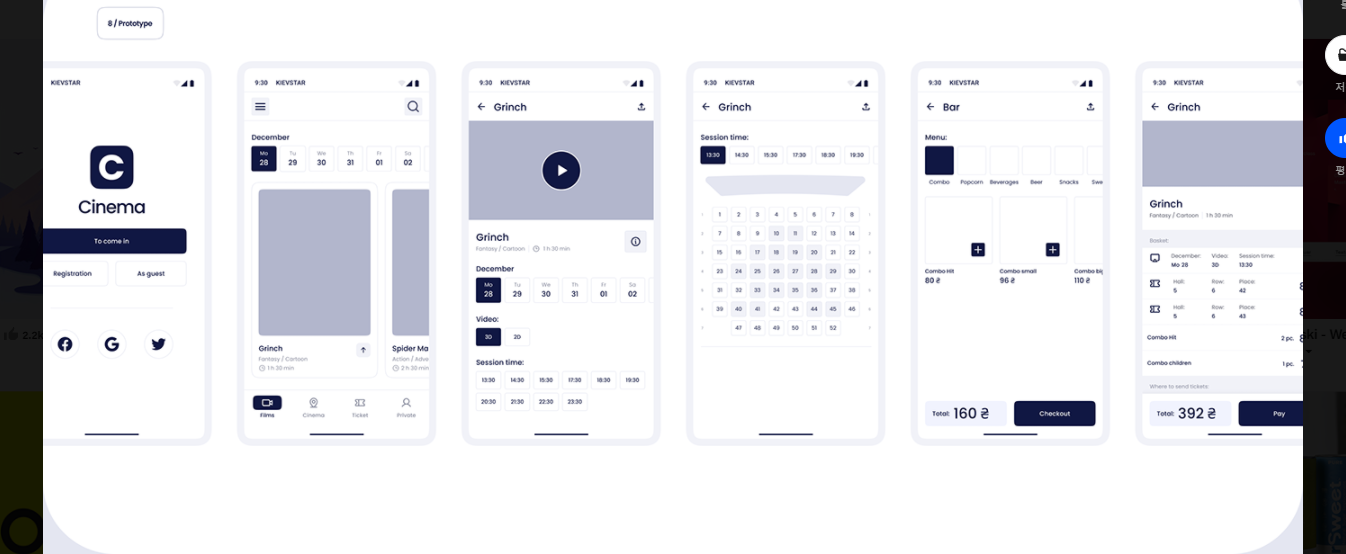 8 / Prototype
KIEVSTAR
Cinema
To come in
Registration
As guest
9:30 KIEVSTAR
December
Mo Tu We Th Fr Sa
28 29 30 31 01 02
Grinch
Fantasy / Cartoon
1 h 30 min
Spider Ma
Action / Adve
2 h 30 min
Films Cinema Ticket Private
9:30 KIEVSTAR
Grinch
Grinch
Fantasy / Cartoon 1 h 30 min
December
Mo Tu We Th Fr Sa
28 29 30 31 01 02
Video:
3D 2D
Session time:
13:30 14:30 15:30 17:30 18:30 19:30
20:30 21:30 22:30 23:30
9:30 KIEVSTAR
Grinch
Session time:
13:30 14:30 15:30 17:30 18:30 19:30
1 2 3 4 5 6 7 8
7 8 9 10 11 12 13 14
15 16 17 18 19 20 21 22
23 24 25 26 27 28 29 30
31 32 33 34 35 36 37 38
39 40 41 42 43 44 45 46
47 48 49 50 51 52
9:30 KIEVSTAR
Bar
Menu:
Combo Popcorn Beverages Beer Snacks Swe
Combo Hit Combo small Combo big
80 ₴ 96 ₴ 110 ₴
Total: 160 ₴ Checkout
9:30 KIEVSTAR
Grinch
Grinch
Fantasy / Cartoon 1 h 30 min
Basket:
December: Video: Session time:
Mo 28 3D 13:30
Hall: Row: Place:
5 6 42
Hall: Row: Place:
5 6 43
Combo Hit 2 pc.
Combo children 1 pc.
Where to send tickets:
Total: 392 ₴ Pay
저
평
2.2k
ki - We
Sweet